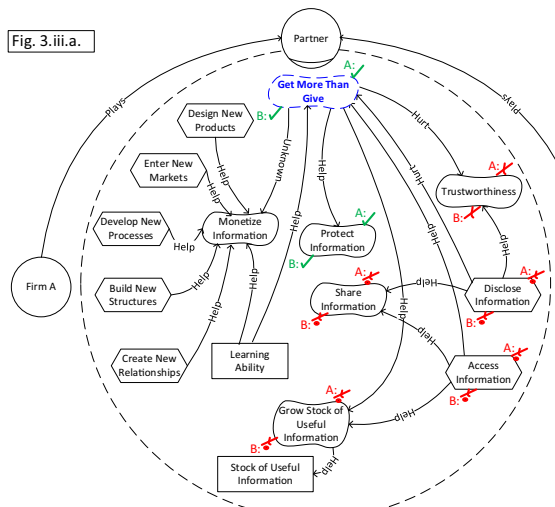 Fig. 3.iii.a.
Partner
Plays
plays
A:
Get More Than
Give
B:
Design New
Products
Hurt
Unknown
Help
Hurt
A:
Enter New
Markets
Help
Help
Help
Trustworthiness
B:
Help
Develop New
Processes
Help
Monetize
Information
A:
Protect
Information
B:
Help
Help
Firm A
Build New
Structures
Help
Help
Help
A:
Share
Information
B:
Help
A:
Disclose
Information
B:
Help
Help
Help
Create New
Relationships
Learning
Ability
A:
Access
Information
B:
A:
Grow Stock of
Useful
Information
B:
Help
Help
Stock of Useful
Information